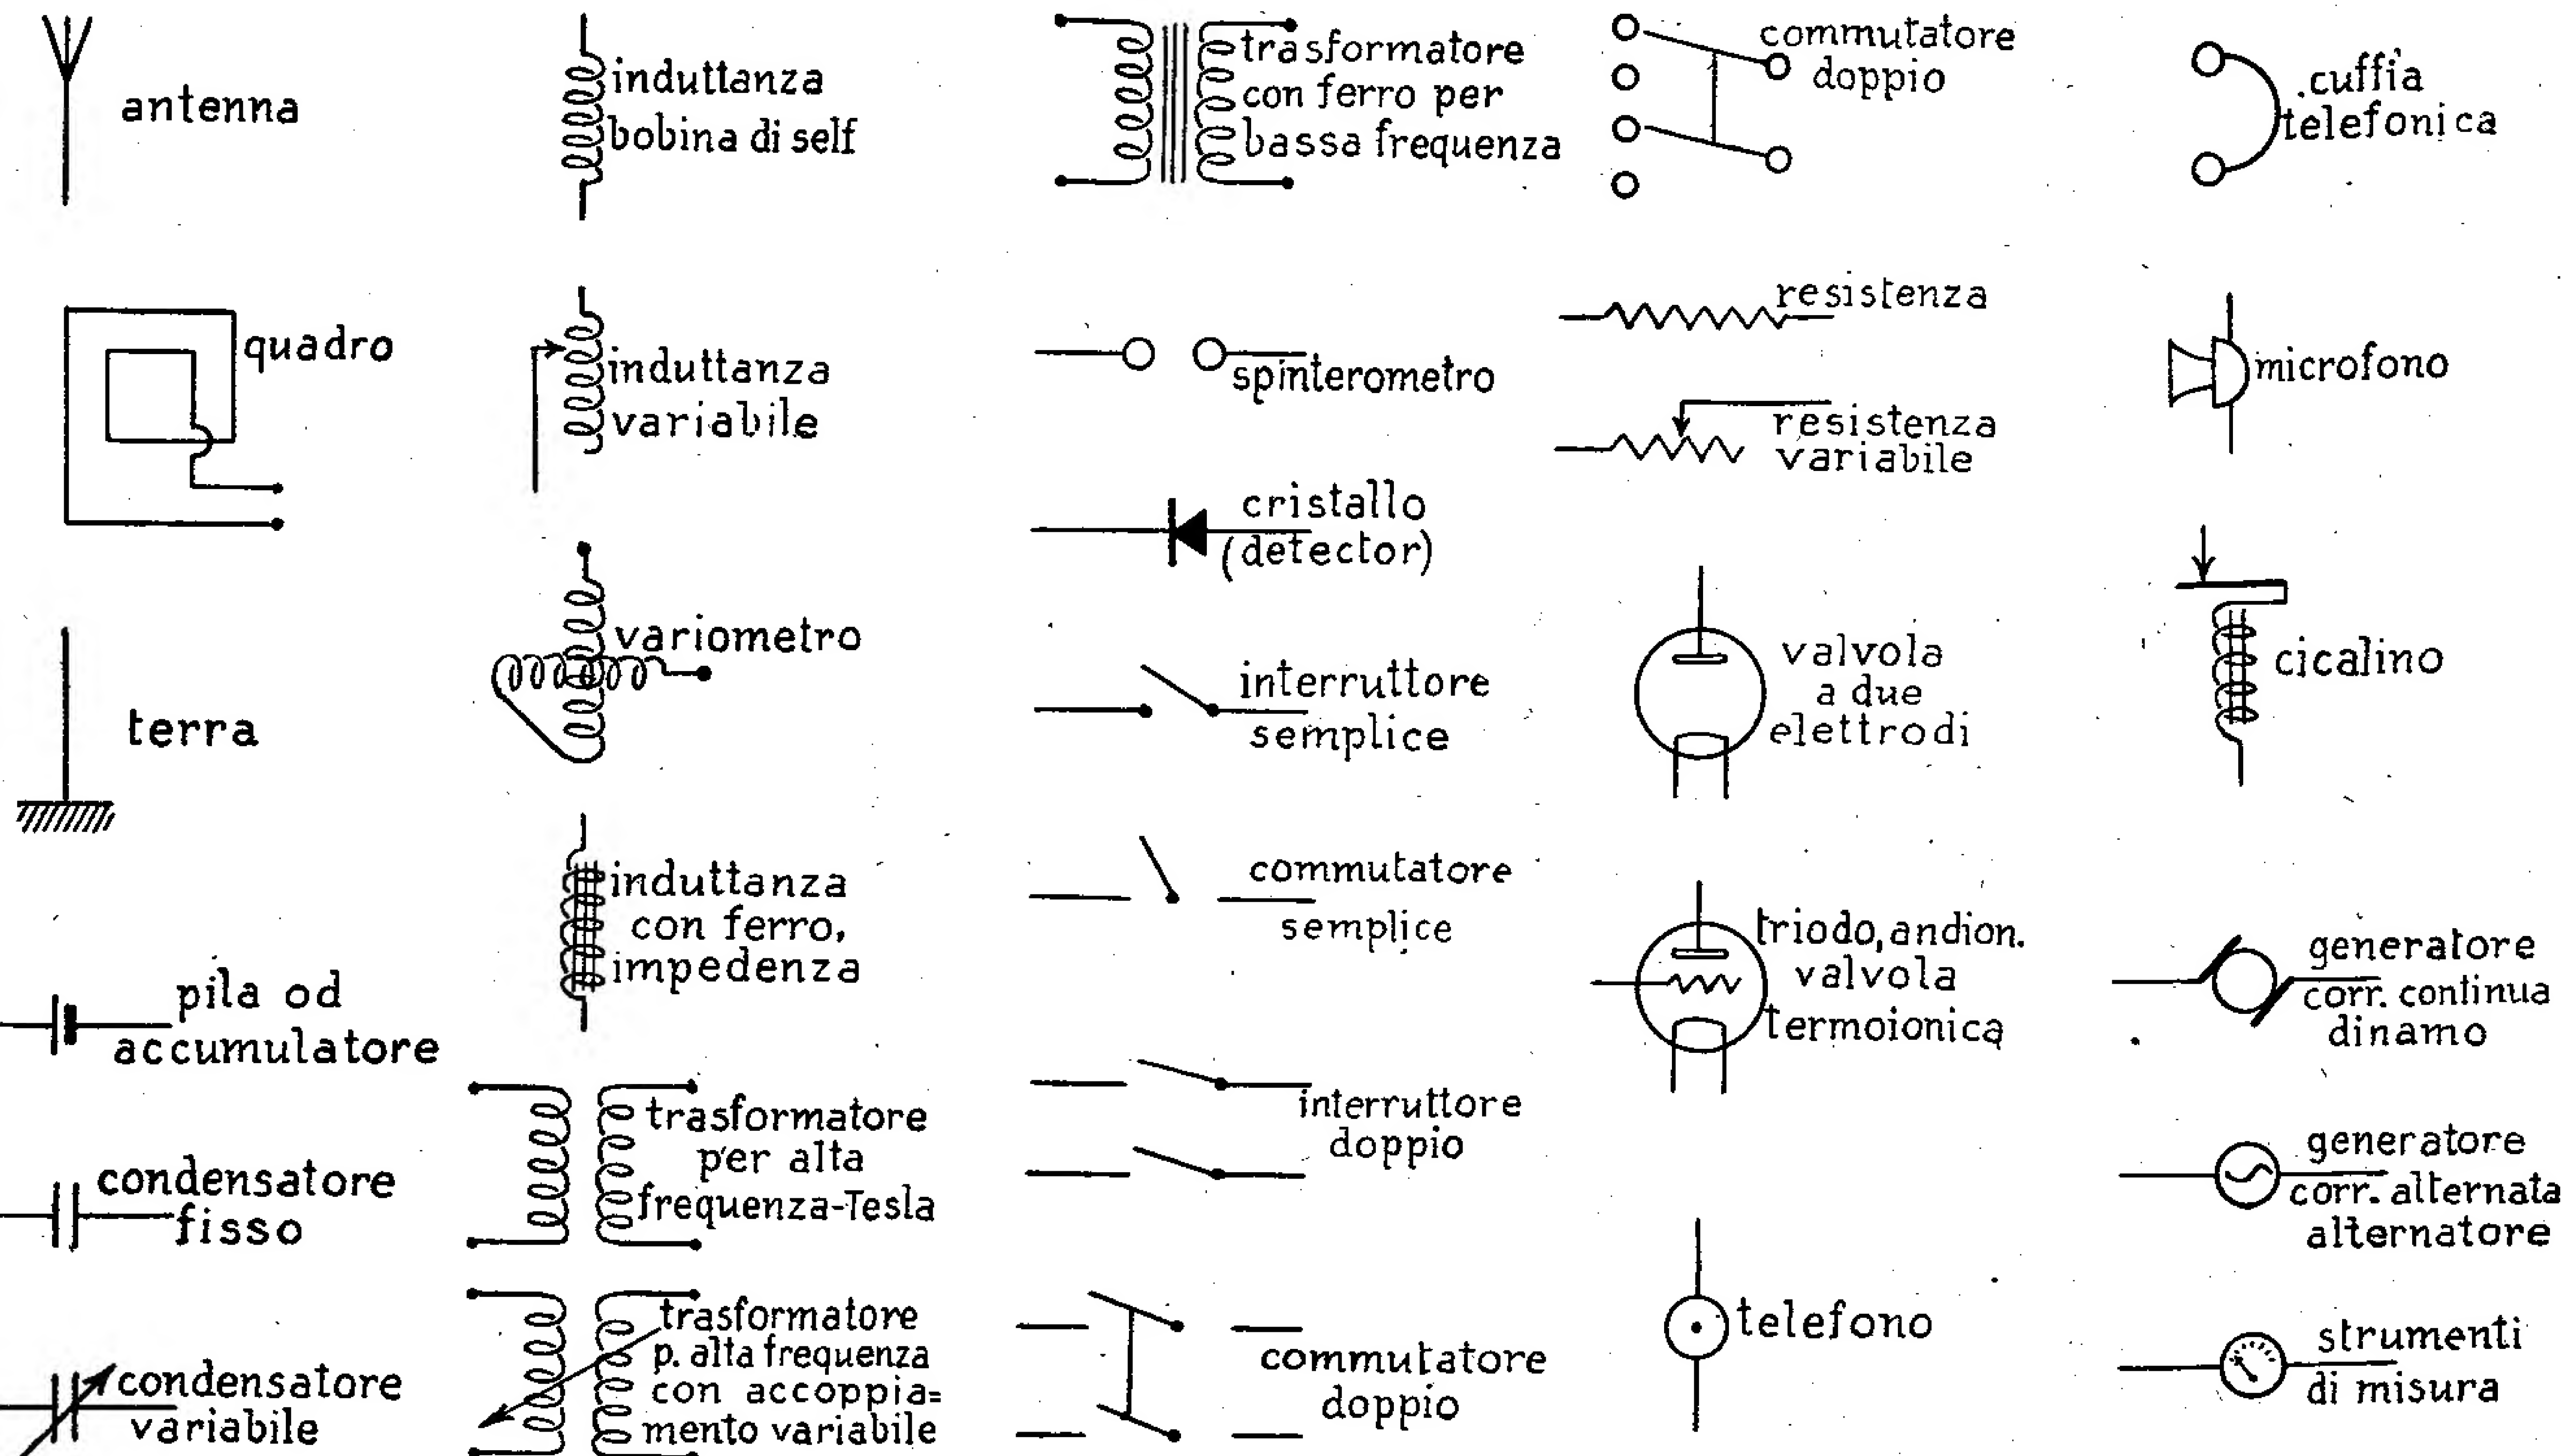 antenna
quadro
terra
pila od
accumulatore
condensatore
fisso
condensatore
variabile
induttanza
bobina di self
induttanza
variabile
variometro
induttanza
con ferro,
impedenza
trasformatore
per alta
frequenza-Tesla
trasformatore
p. alta frequenza
con accoppia=
mento variabile
trasformatore
con ferro per
bassa frequenza
spinterometro
cristallo
(detector)
interruttore
semplice
commutatore
semplice
interruttore
doppio
commutatore
doppio
commutatore
doppio
resistenza
resistenza
variabile
valvola
a due
elettrodi
triodo, andion.
valvola
termoionica
telefono
cuffia
telefonica
microfono
cicalino
generatore
corr. continua
dinamo
generatore
corr. alternata
alternatore
strumenti
di misura